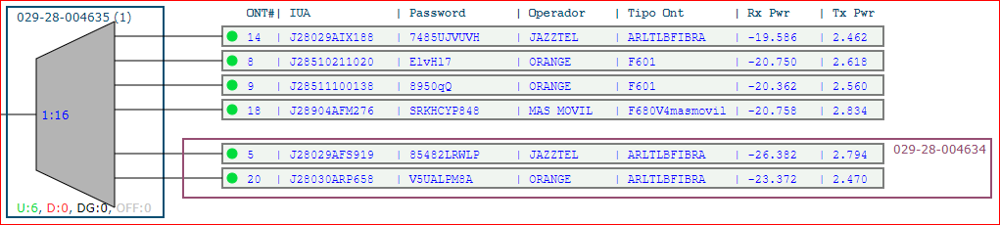 029-28-004635 (1)
ONT#| IUA | Password | Operador | Tipo Ont | Rx Pwr | Tx Pwr
14 | J28029AIX188 | 7485UJVUVH | JAZZTEL | ARLTLBFIBRA | -19.586 | 2.462
8 | J28510211020 | ElvHl7 | ORANGE | F601 | -20.750 | 2.618
9 | J28511100138 | 8950qQ | ORANGE | F601 | -20.362 | 2.560
1:16
18 | J28904AFM276 | SRKHCYP848 | MAS MOVIL | F680V4masmovil | -20.758 | 2.834
5 | J28029AFS919 | 85482LRWLP | JAZZTEL | ARLTLBFIBRA | -26.382 | 2.794
029-28-004634
20 | J28030ARP658 | V5UALPM8A | ORANGE | ARLTLBFIBRA | -23.372 | 2.470
U:6, D:0, DG:0, OFF:0